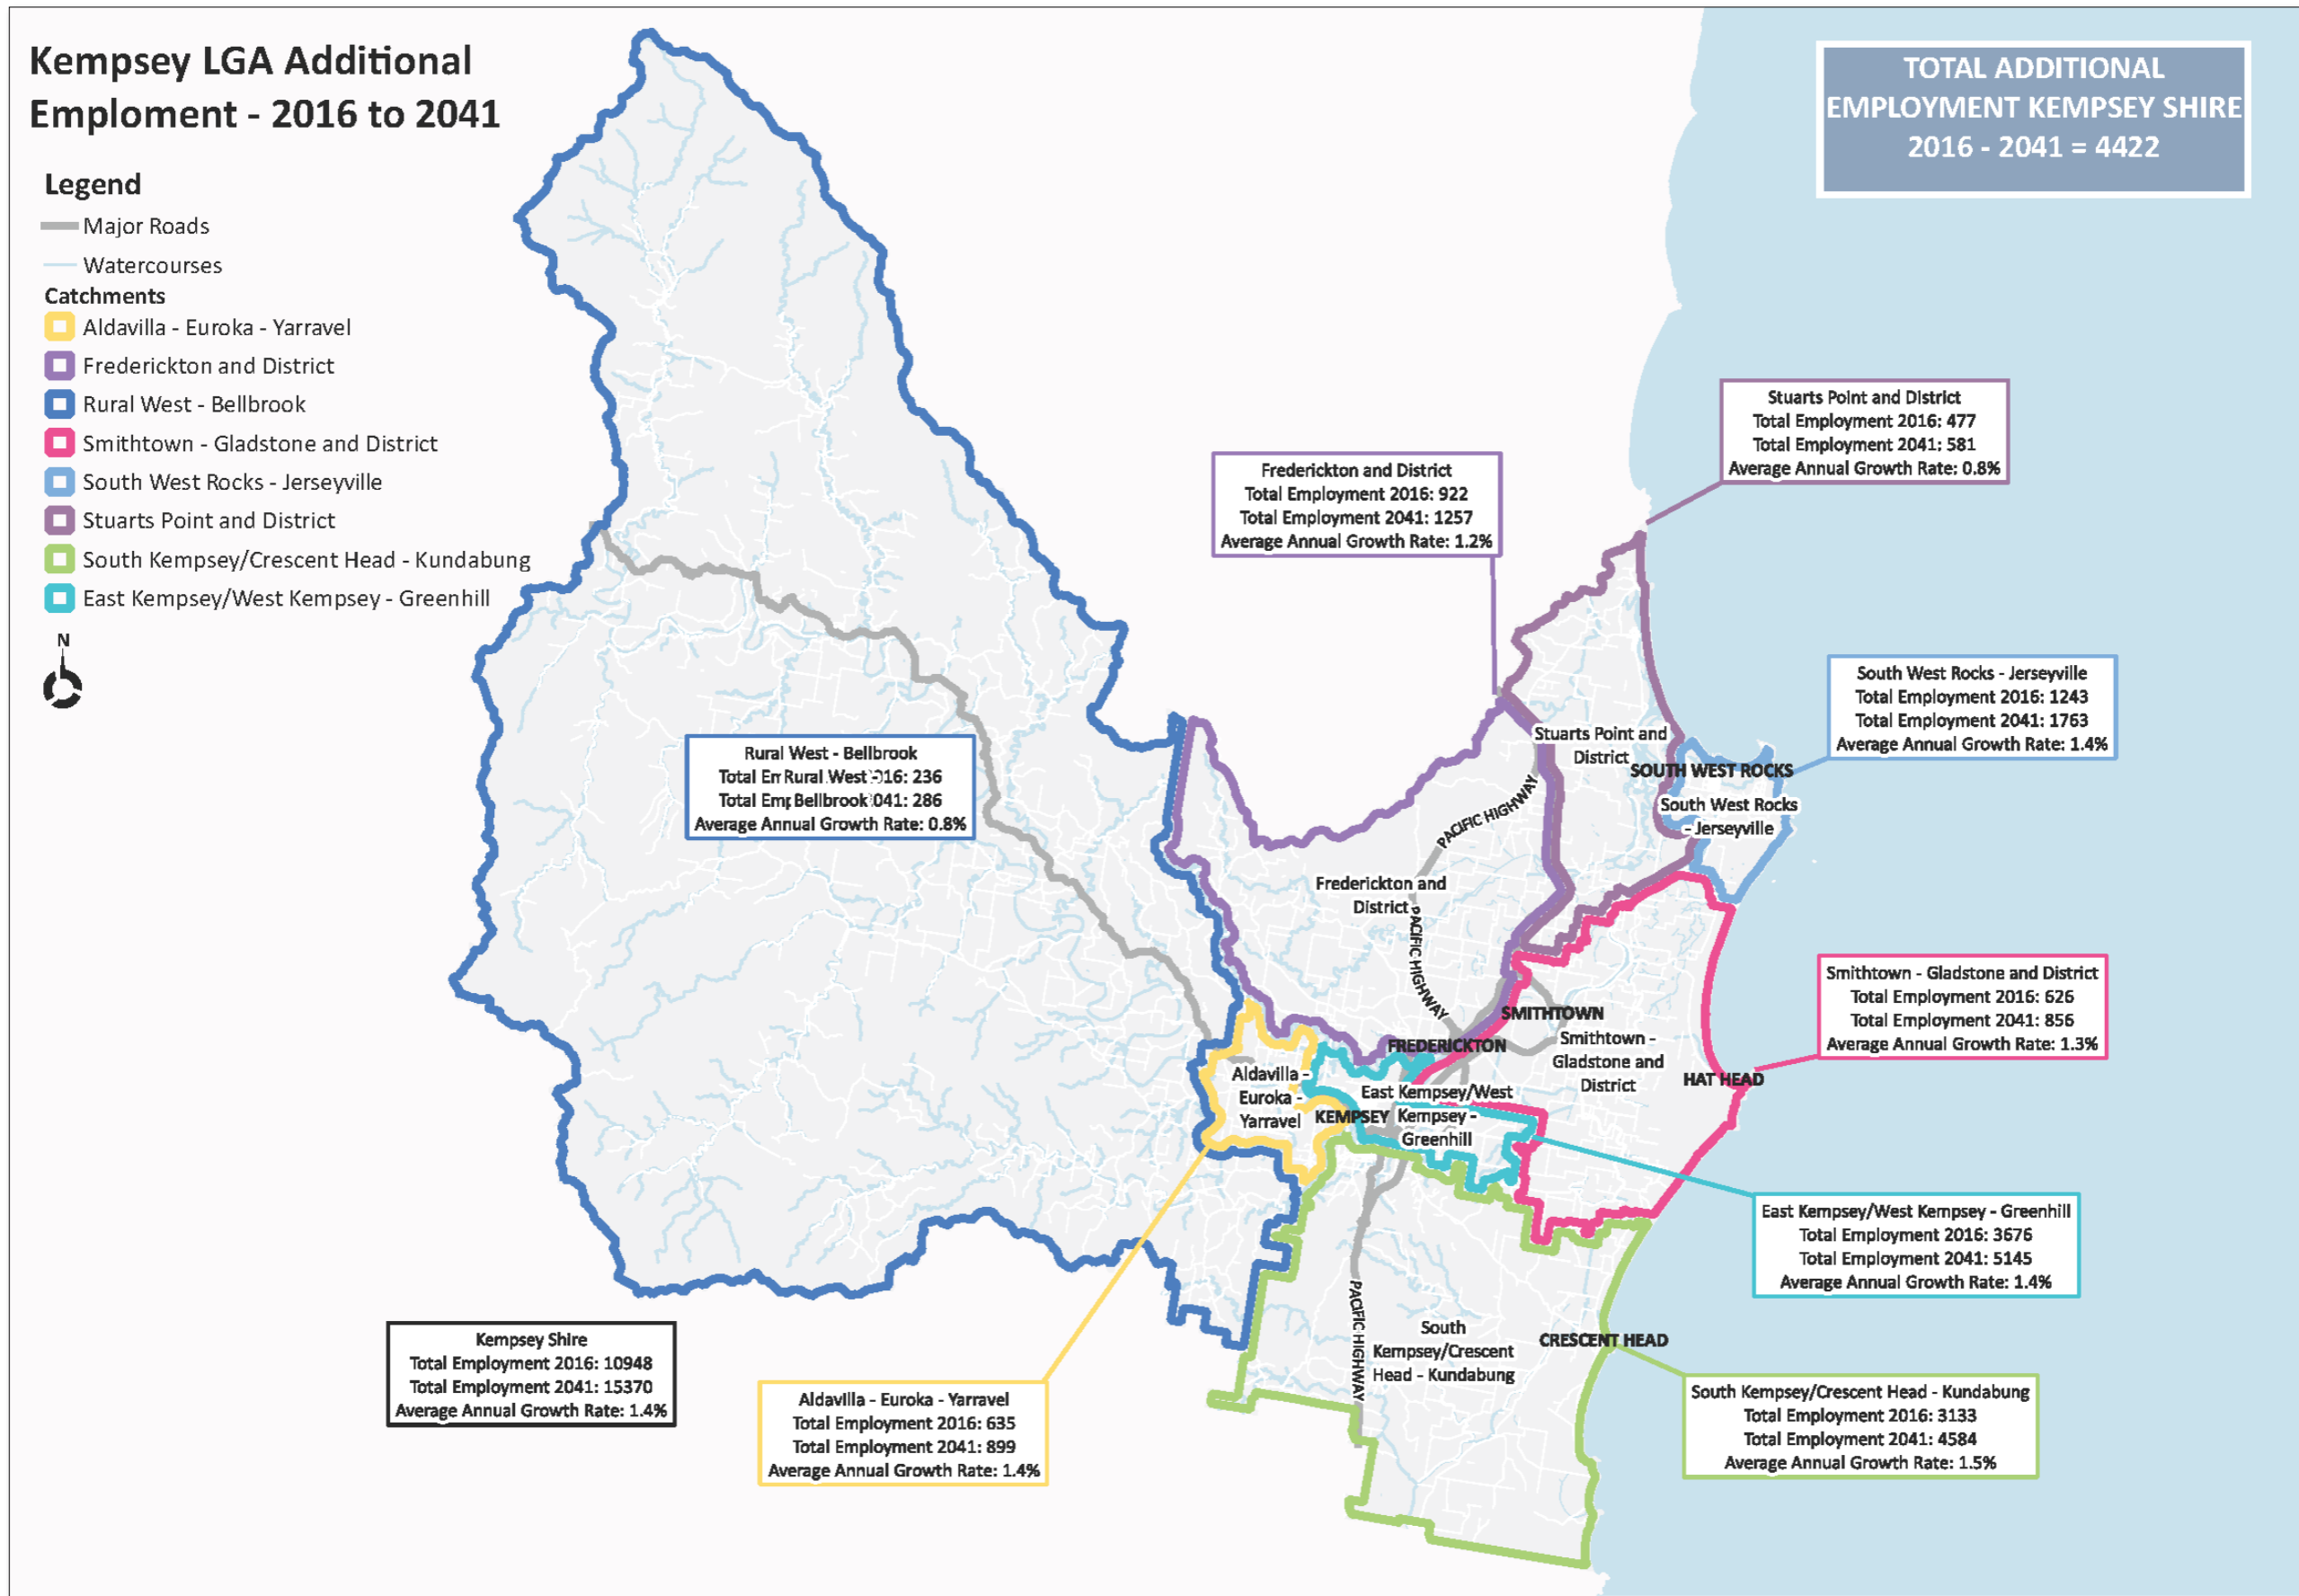 Kempsey LGA Additional
Emploment - 2016 to 2041
TOTAL ADDITIONAL
EMPLOYMENT KEMPSEY SHIRE
2016 - 2041 = 4422
Legend
Major Roads
Watercourses
Catchments
Aldavilla - Euroka - Yarravel
Frederickton and District
Rural West - Bellbrook
Smithtown - Gladstone and District
South West Rocks - Jerseyville
Stuarts Point and District
South Kempsey/Crescent Head - Kundabung
East Kempsey/West Kempsey - Greenhill
N
Stuarts Point and District
Total Employment 2016: 477
Total Employment 2041: 581
Average Annual Growth Rate: 0.8%
Frederickton and District
Total Employment 2016: 922
Total Employment 2041: 1257
Average Annual Growth Rate: 1.2%
South West Rocks - Jerseyville
Total Employment 2016: 1243
Total Employment 2041: 1763
Average Annual Growth Rate: 1.4%
Rural West - Bellbrook
Total Em Rural West 016: 236
Total Emp Bellbrook 041: 286
Average Annual Growth Rate: 0.8%
Stuarts Point and
District
SOUTH WEST ROCKS
South West Rocks
- Jerseyville
PACIFIC HIGHWAY
Frederickton and
District
PACIFIC HIGHWAY
SMITHTOWN
FREDERICKTON
Smithtown -
Gladstone and
District
HAT HEAD
Smithtown - Gladstone and District
Total Employment 2016: 626
Total Employment 2041: 856
Average Annual Growth Rate: 1.3%
Aldavilla -
Euroka -
Yarravel
KEMPSEY
East Kempsey/West
Kempsey -
Greenhill
East Kempsey/West Kempsey - Greenhill
Total Employment 2016: 3676
Total Employment 2041: 5145
Average Annual Growth Rate: 1.4%
PACIFIC HIGHWAY
South
Kempsey/Crescent
Head - Kundabung
CRESCENT HEAD
Kempsey Shire
Total Employment 2016: 10948
Total Employment 2041: 15370
Average Annual Growth Rate: 1.4%
Aldavilla - Euroka - Yarravel
Total Employment 2016: 635
Total Employment 2041: 899
Average Annual Growth Rate: 1.4%
South Kempsey/Crescent Head - Kundabung
Total Employment 2016: 3133
Total Employment 2041: 4584
Average Annual Growth Rate: 1.5%